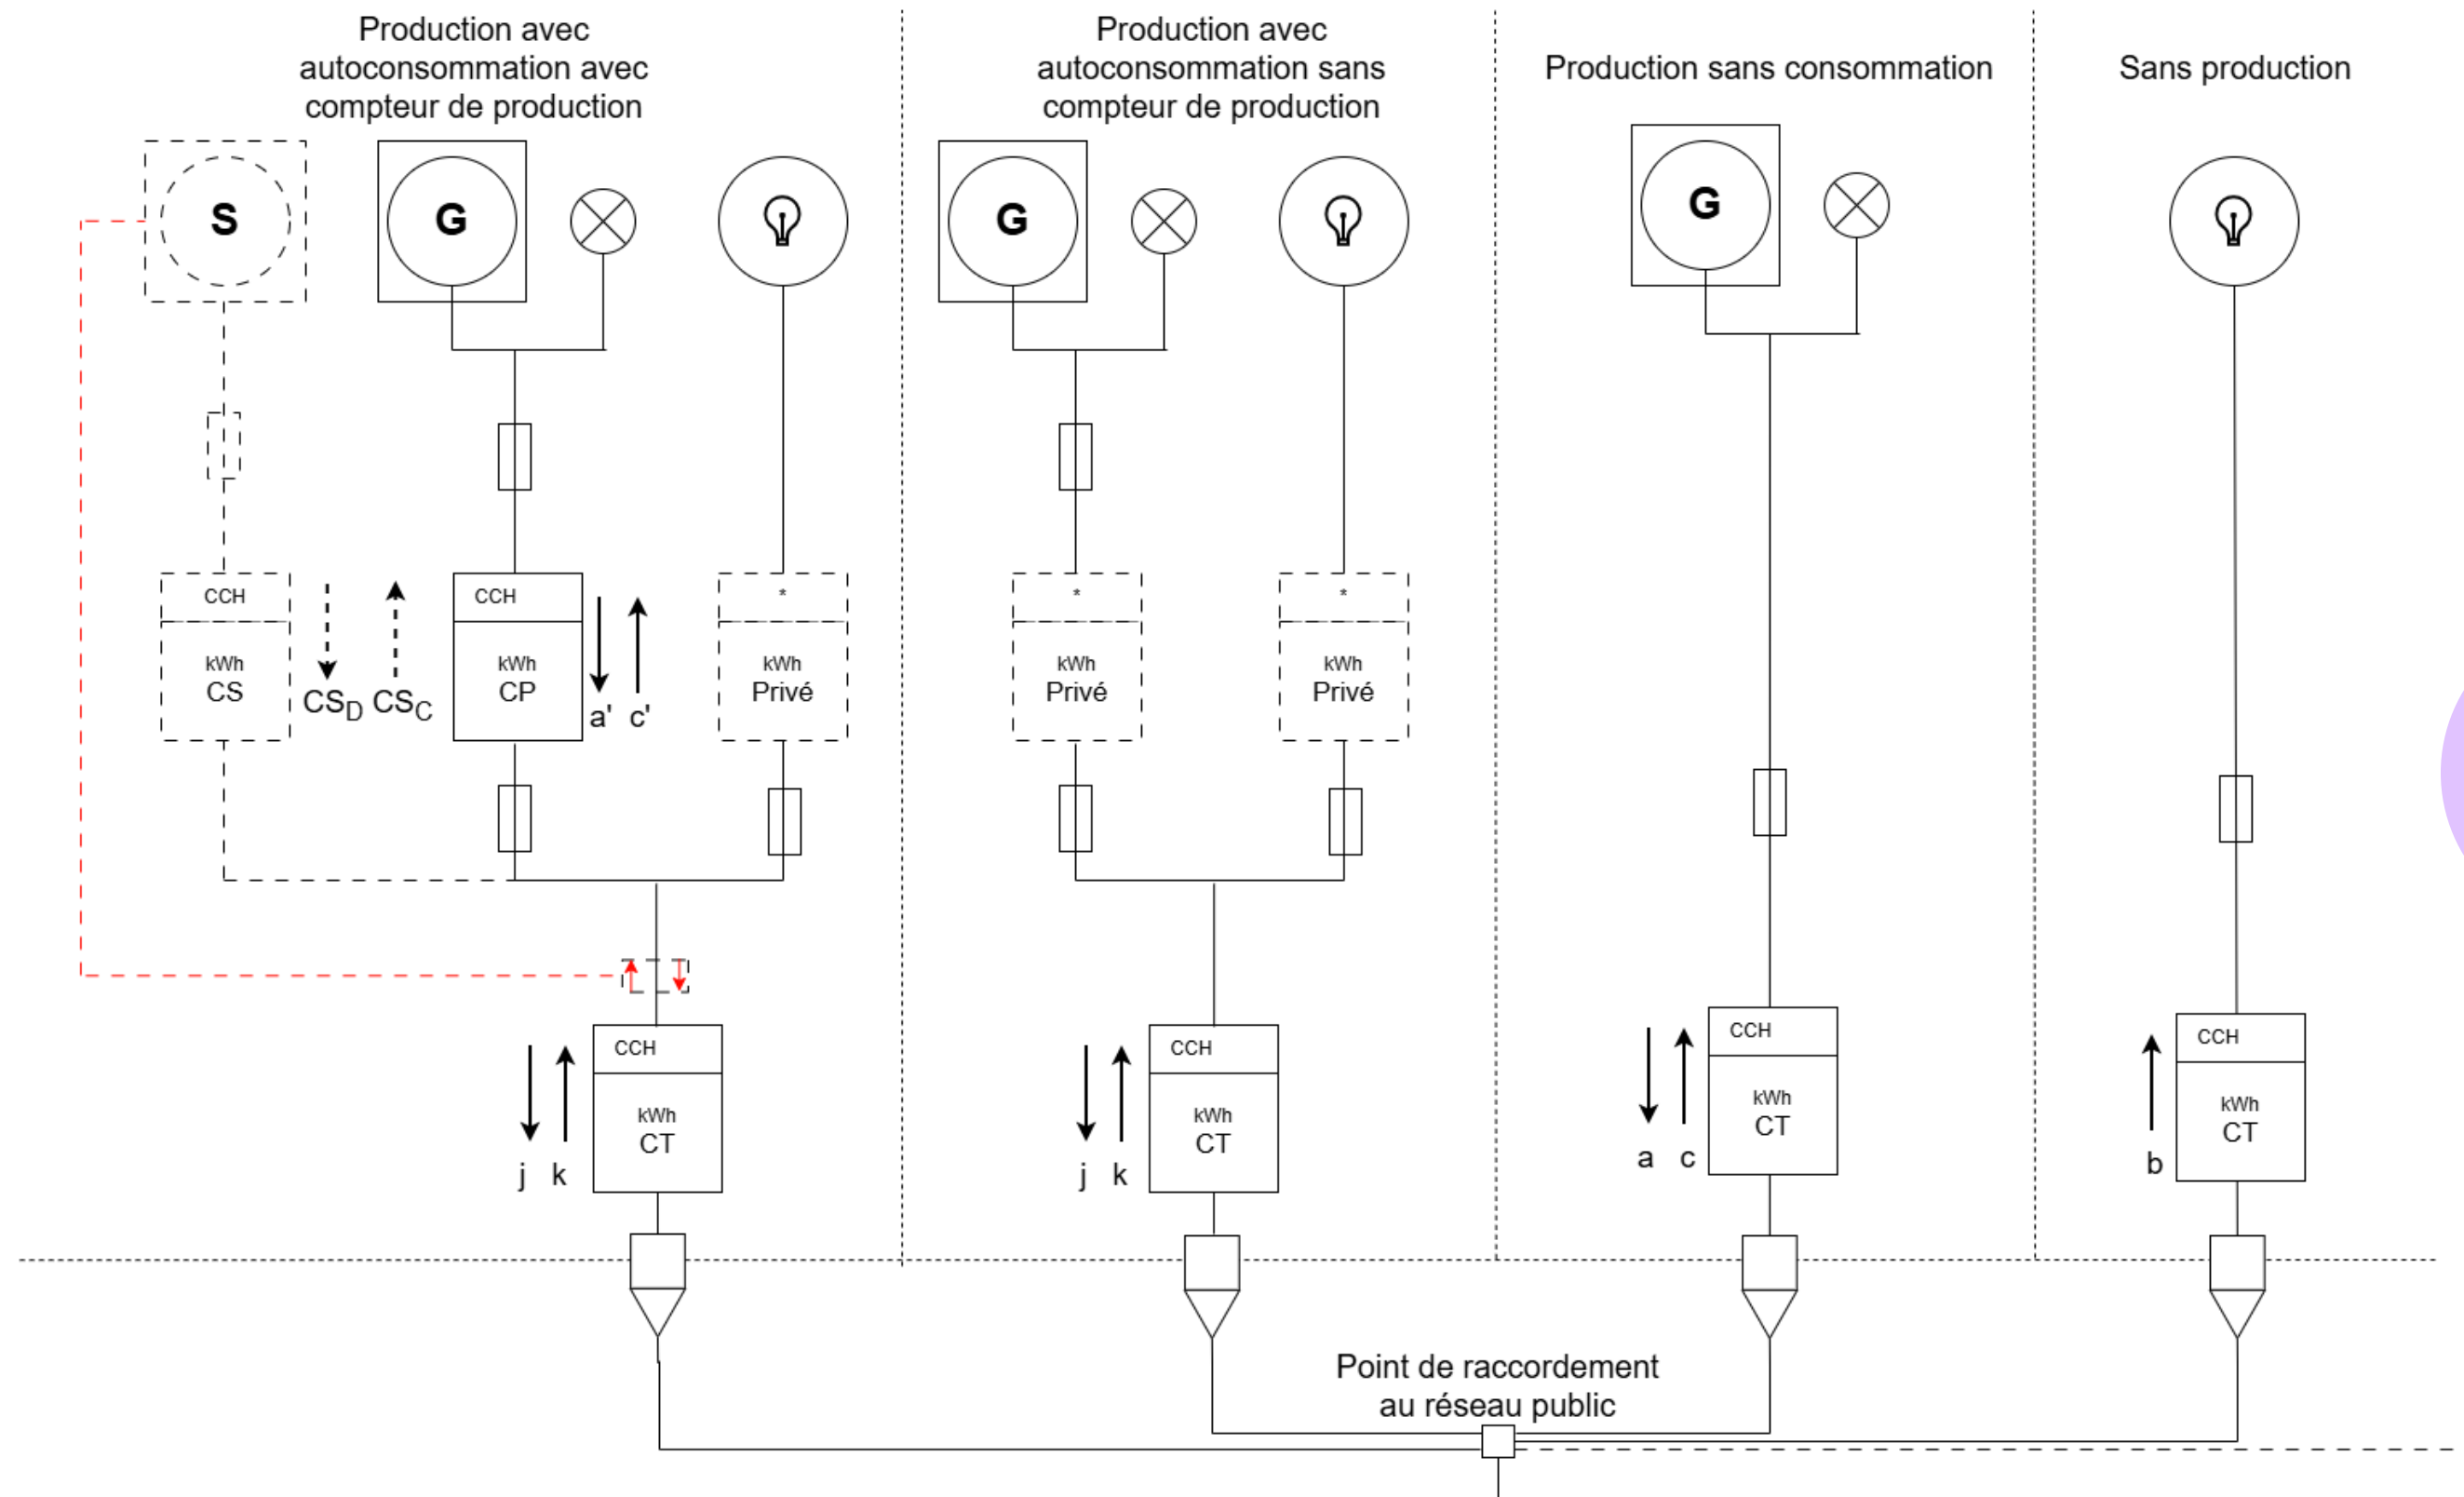 Production avec
autoconsommation avec
compteur de production
Production avec
autoconsommation sans
compteur de production
Production sans consommation
Sans production
S
G
G
G
CCH
kWh
CS
CSD
CSC
CCH
kWh
CP
a'
c'
*
kWh
Privé
*
kWh
Privé
*
kWh
Privé
CCH
kWh
CT
j
k
CCH
kWh
CT
j
k
CCH
kWh
CT
a
c
CCH
kWh
CT
b
Point de raccordement
au réseau public